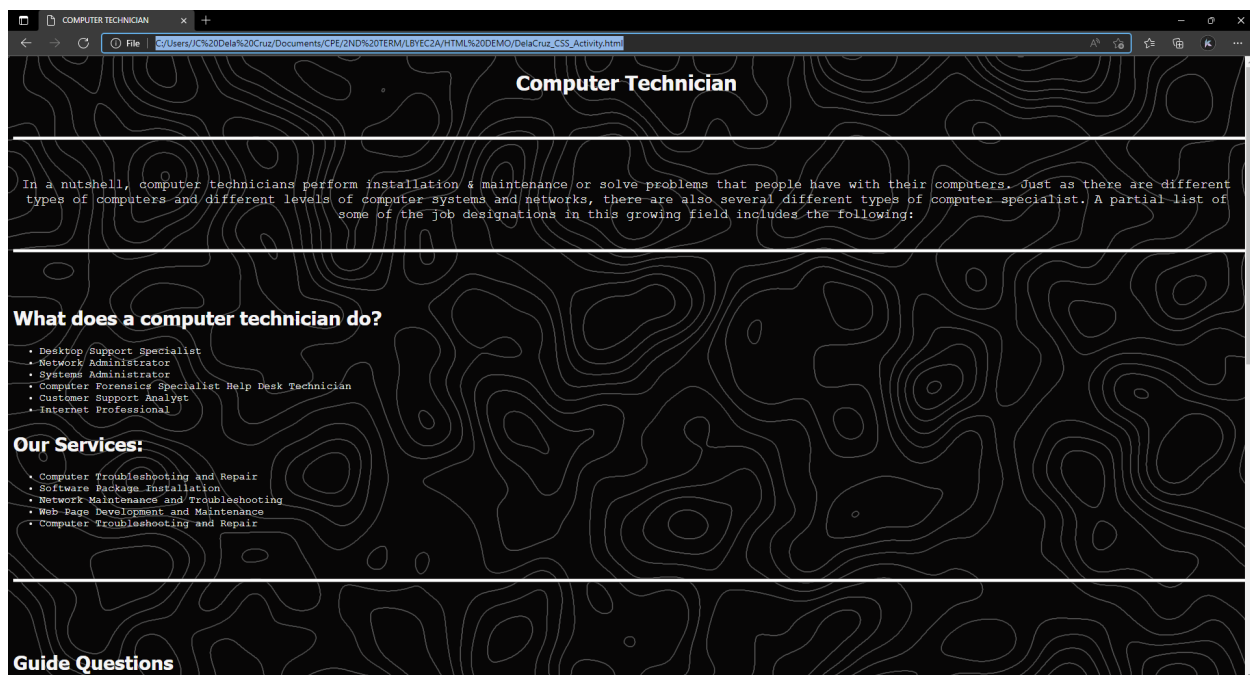 COMPUTER TECHNICIAN
File
C:/Users/JC%20Dela%20Cruz/Documents/CPE/2ND%20TERM/LBYEC2A/HTML%20DEMO/DelaCruz_CSS_Activity.html
K
Computer Technician
In a nutshell, computer technicians perform installation & maintenance or solve problems that people have with their computers. Just as there are different
types of computers and different levels of computer systems and networks, there are also several different types of computer specialist. A partial list of
some of the job designations in this growing field includes the following:
What does a computer technician do?
• Desktop Support Specialist
• Network Administrator
• Systems Administrator
• Computer Forensics Specialist Help Desk Technician
• Customer Support Analyst
• Internet Professional
Our Services:
• Computer Troubleshooting and Repair
• Software Package Installation
• Network Maintenance and Troubleshooting
• Web Page Development and Maintenance
• Computer Troubleshooting and Repair
Guide Questions